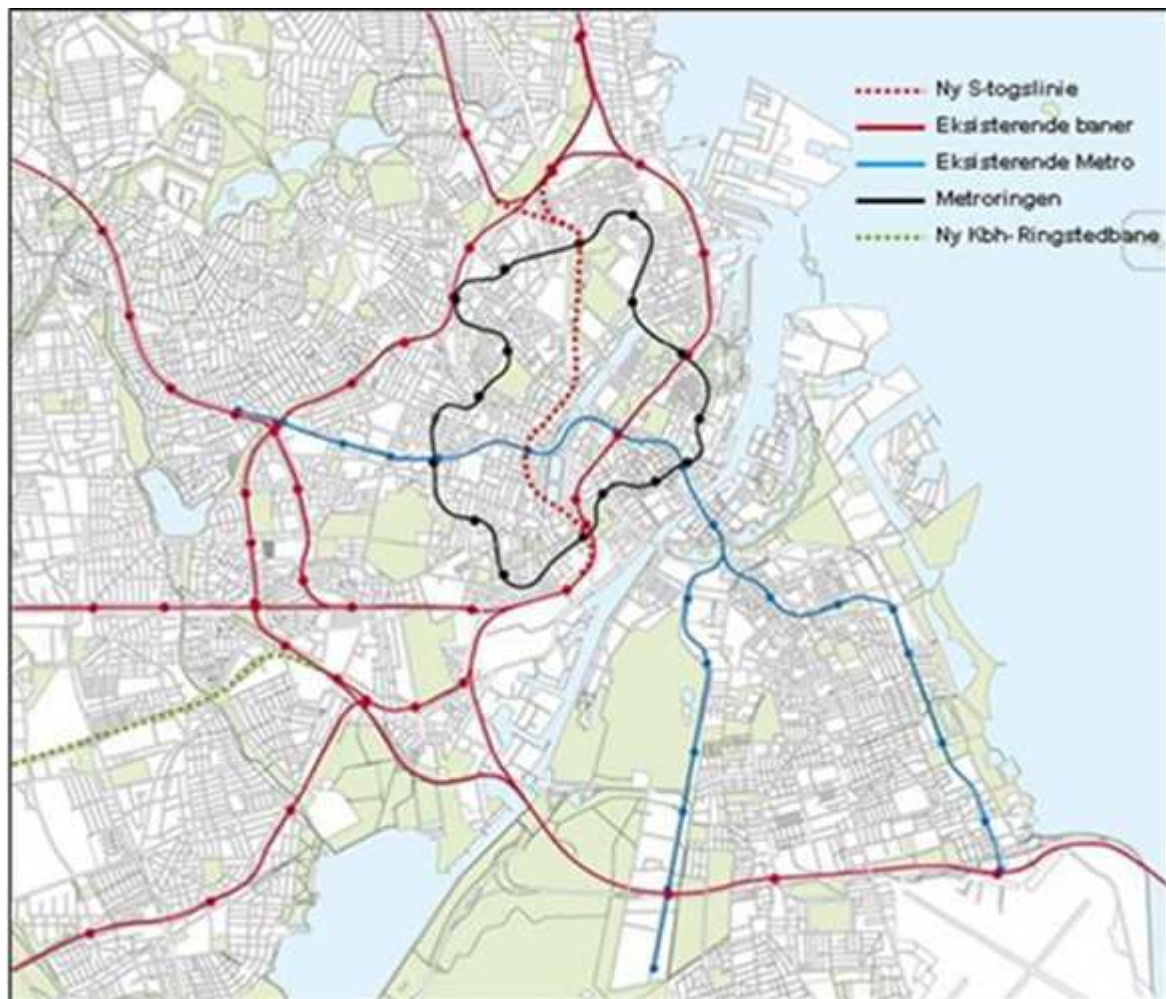 Ny S-togslinie
Eksisterende baner
Eksisterende Metro
Metroringen
Ny Kbh-Ringstedbane